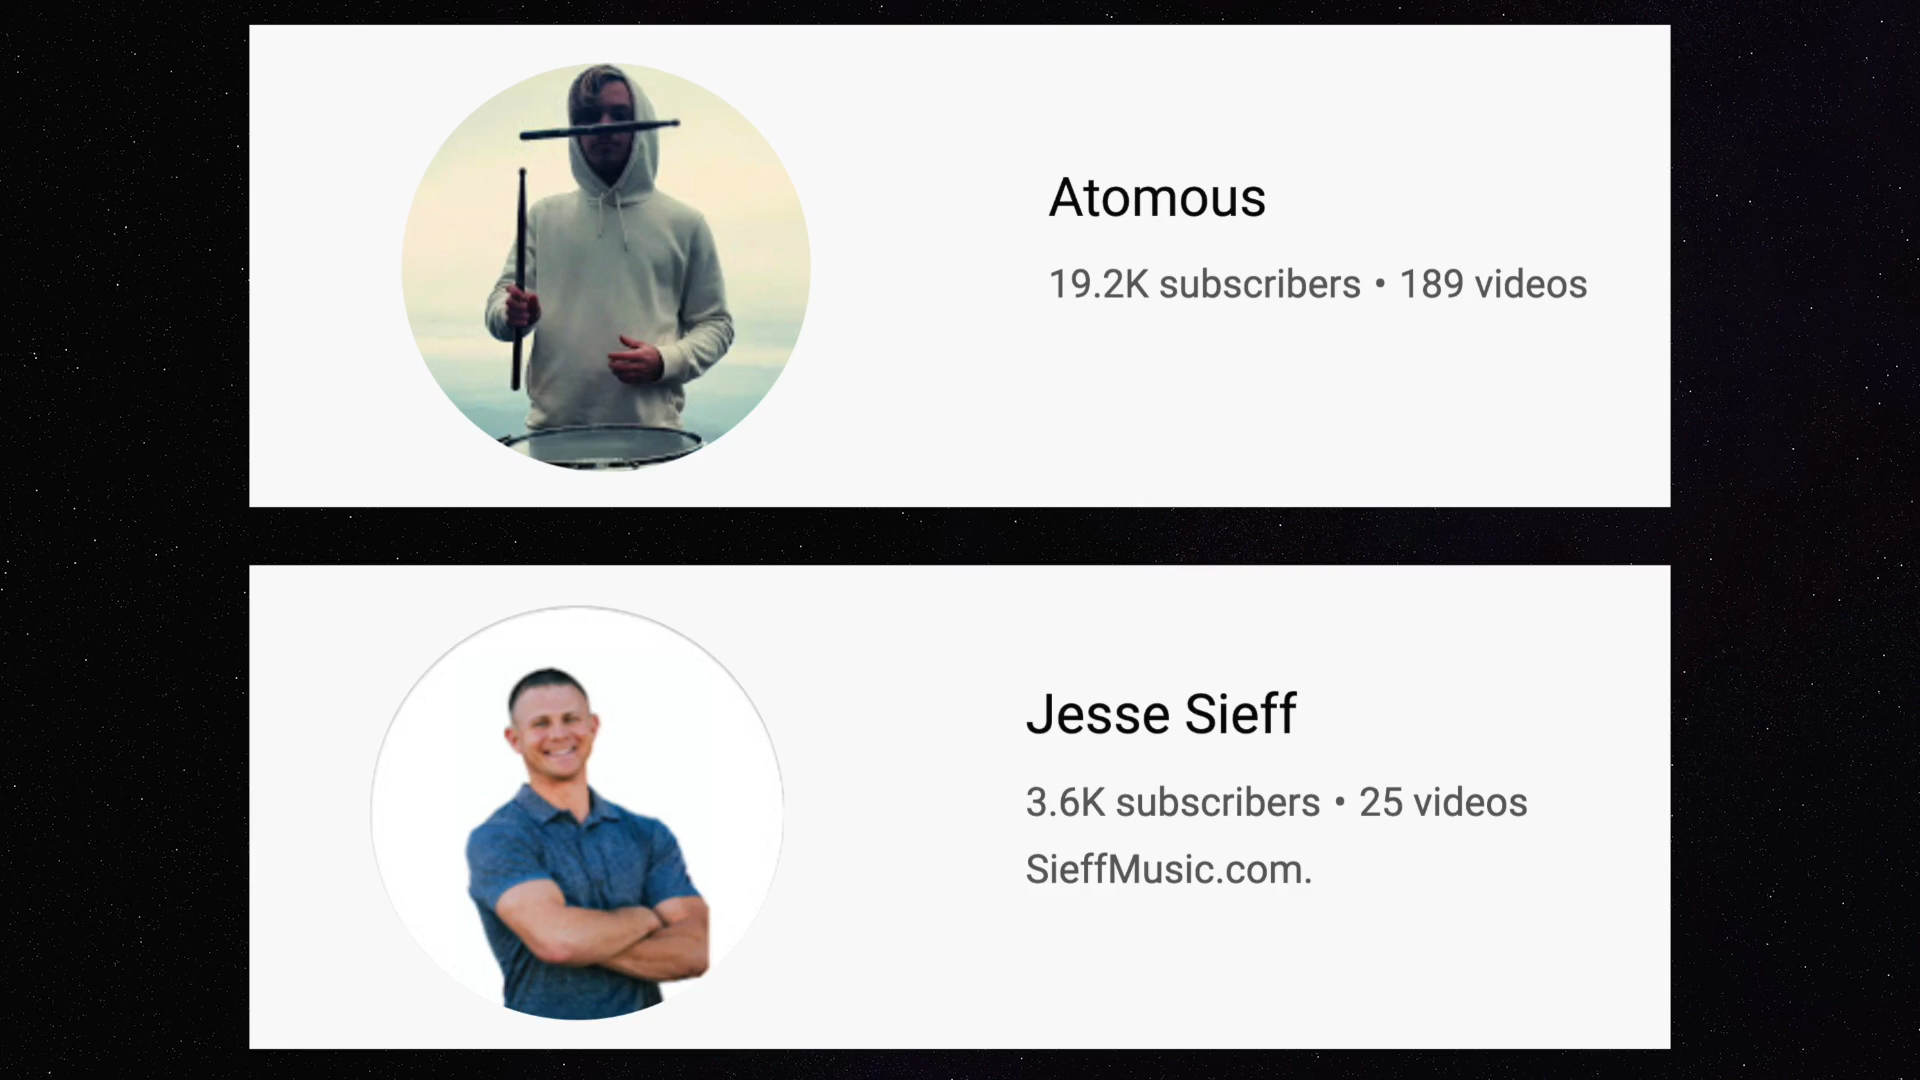 Atomous
19.2K subscribers • 189 videos
Jesse Sieff
3.6K subscribers • 25 videos
SieffMusic.com.